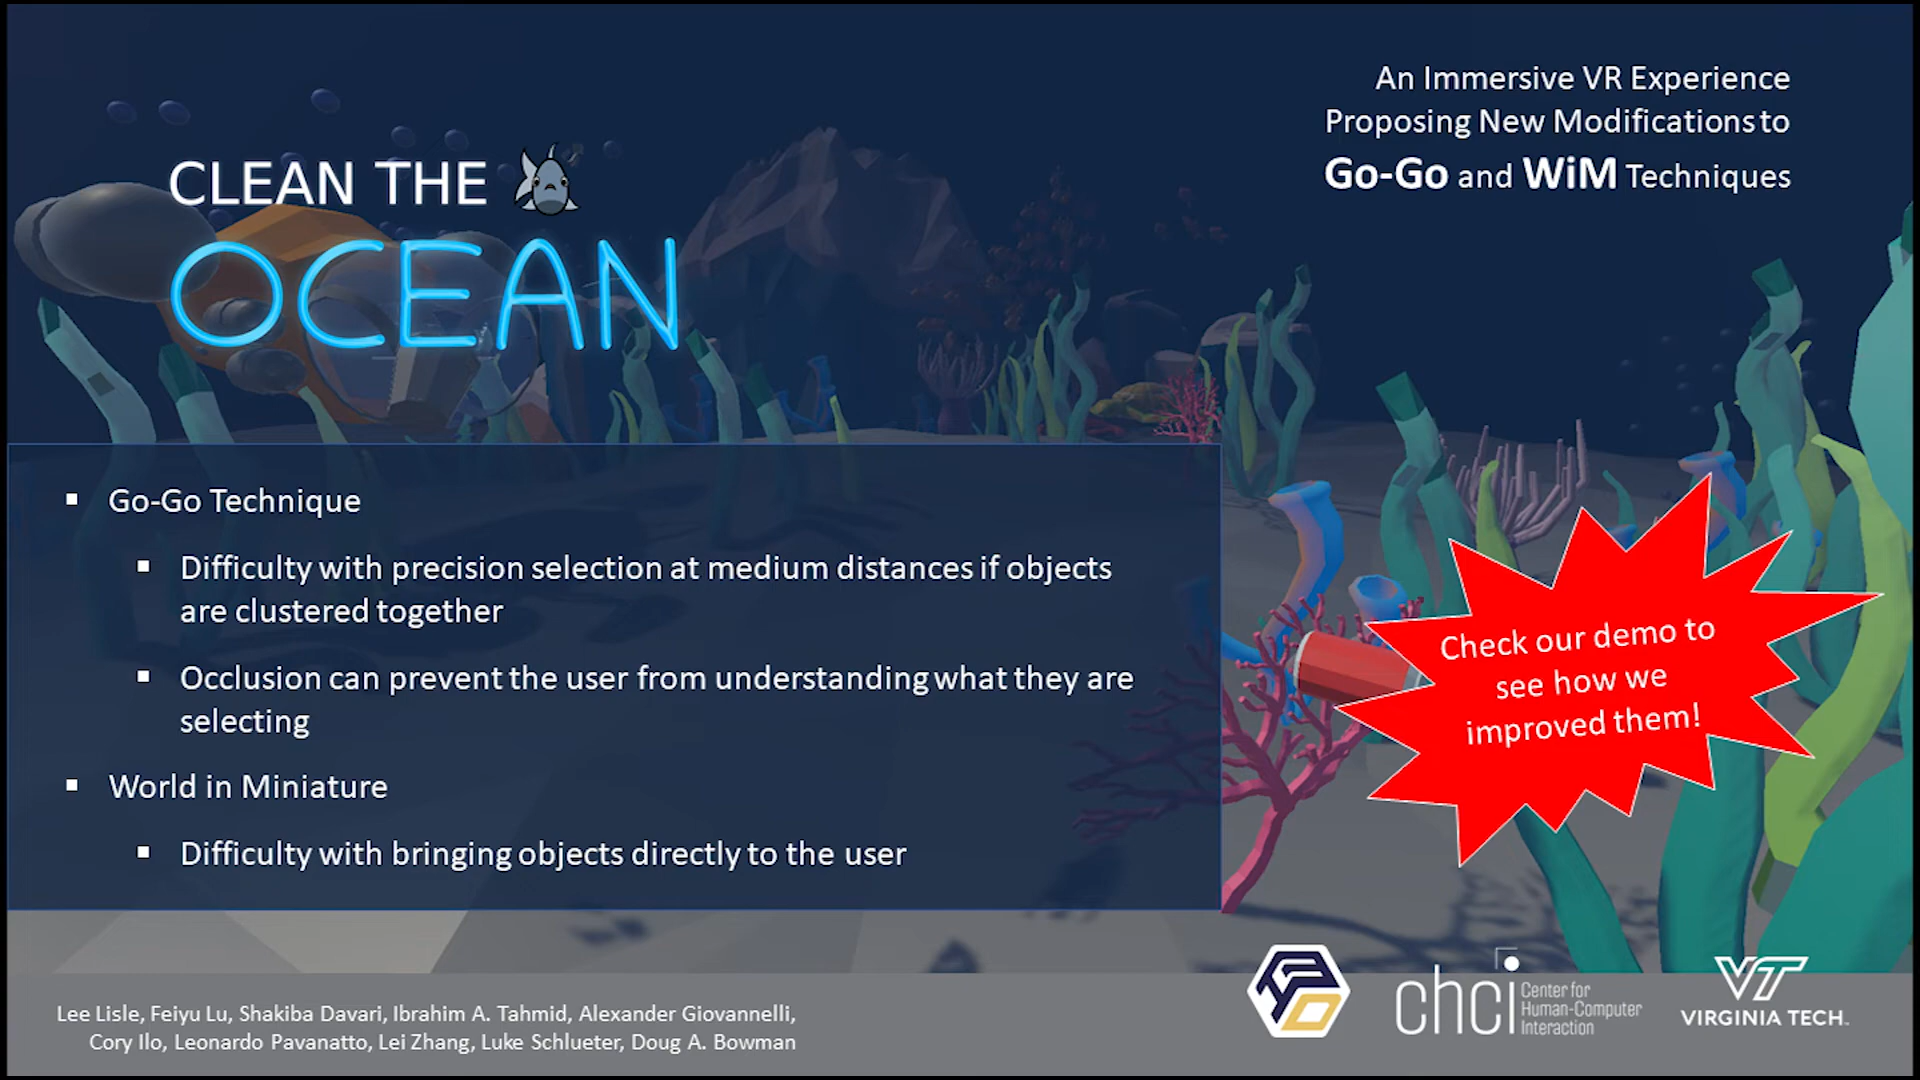 An Immersive VR Experience
Proposing New Modifications to
Go-Go and WiM Techniques
CLEAN THE
OCEAN
Go-Go Technique
Difficulty with precision selection at medium distances if objects
are clustered together
Occlusion can prevent the user from understanding what they are
selecting
World in Miniature
Difficulty with bringing objects directly to the user
Check our demo to
see how we
improved them!
Lee Lisle, Feiyu Lu, Shakiba Davari, Ibrahim A. Tahmid, Alexander Giovannelli,
Cory Ilo, Leonardo Pavanatto, Lei Zhang, Luke Schlueter, Doug A. Bowman
chci
Center for
Human-Computer
Interaction
VT
VIRGINIA TECH.